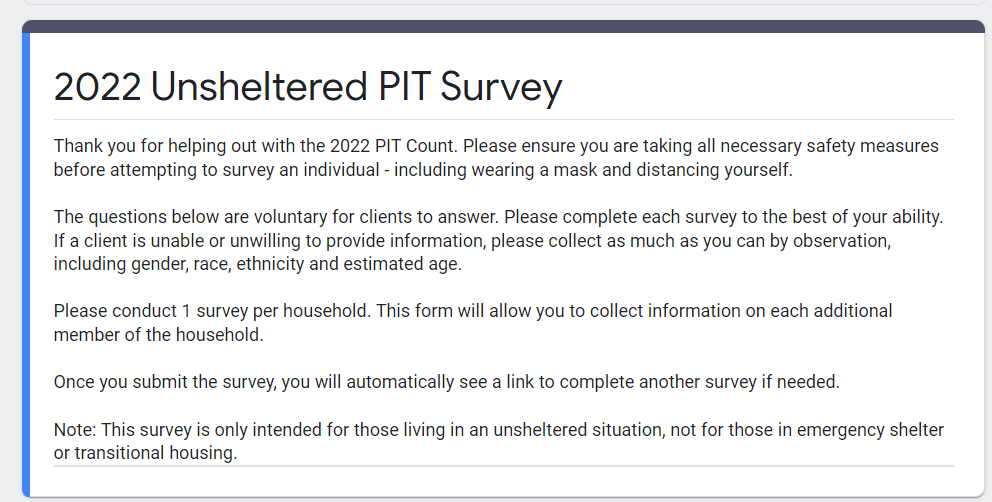 2022 Unsheltered PIT Survey
Thank you for helping out with the 2022 PIT Count. Please ensure you are taking all necessary safety measures
before attempting to survey an individual - including wearing a mask and distancing yourself.
The questions below are voluntary for clients to answer. Please complete each survey to the best of your ability.
If a client is unable or unwilling to provide information, please collect as much as you can by observation,
including gender, race, ethnicity and estimated age.
Please conduct 1 survey per household. This form will allow you to collect information on each additional
member of the household.
Once you submit the survey, you will automatically see a link to complete another survey if needed.
Note: This survey is only intended for those living in an unsheltered situation, not for those in emergency shelter
or transitional housing.